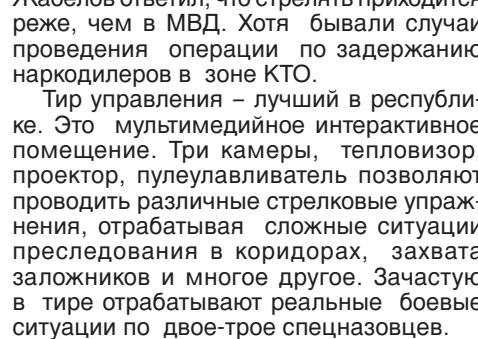 Жабелов ответил, что стрелять приходится
реже, чем в МВД. Хотя бывали случаи
проведения операции по задержанию
наркодилеров в зоне КТО.
Тир управления – лучший в республи-
ке. Это мультимедийное интерактивное
помещение. Три камеры, тепловизор,
проектор, пулеулавливатель позволяют
проводить различные стрелковые упраж-
нения, отрабатывая сложные ситуации
преследования в коридорах, захвата
заложников и многое другое. Зачастую
в тире отрабатывают реальные боевые
ситуации по двое-трое спецназовцев.